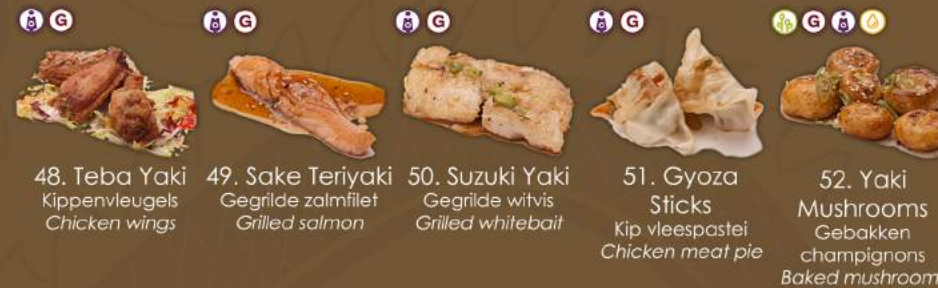 G
G
G
G
G
48. Teba Yaki
Kippenvleugels
Chicken wings
49. Sake Teriyaki
Gegrilde zalmfilet
Grilled salmon
50. Suzuki Yaki
Gegrilde witvis
Grilled whitebait
51. Gyoza
Sticks
Kip vleespastei
Chicken meat pie
52. Yaki
Mushrooms
Gebakken
champignons
Baked mushroom